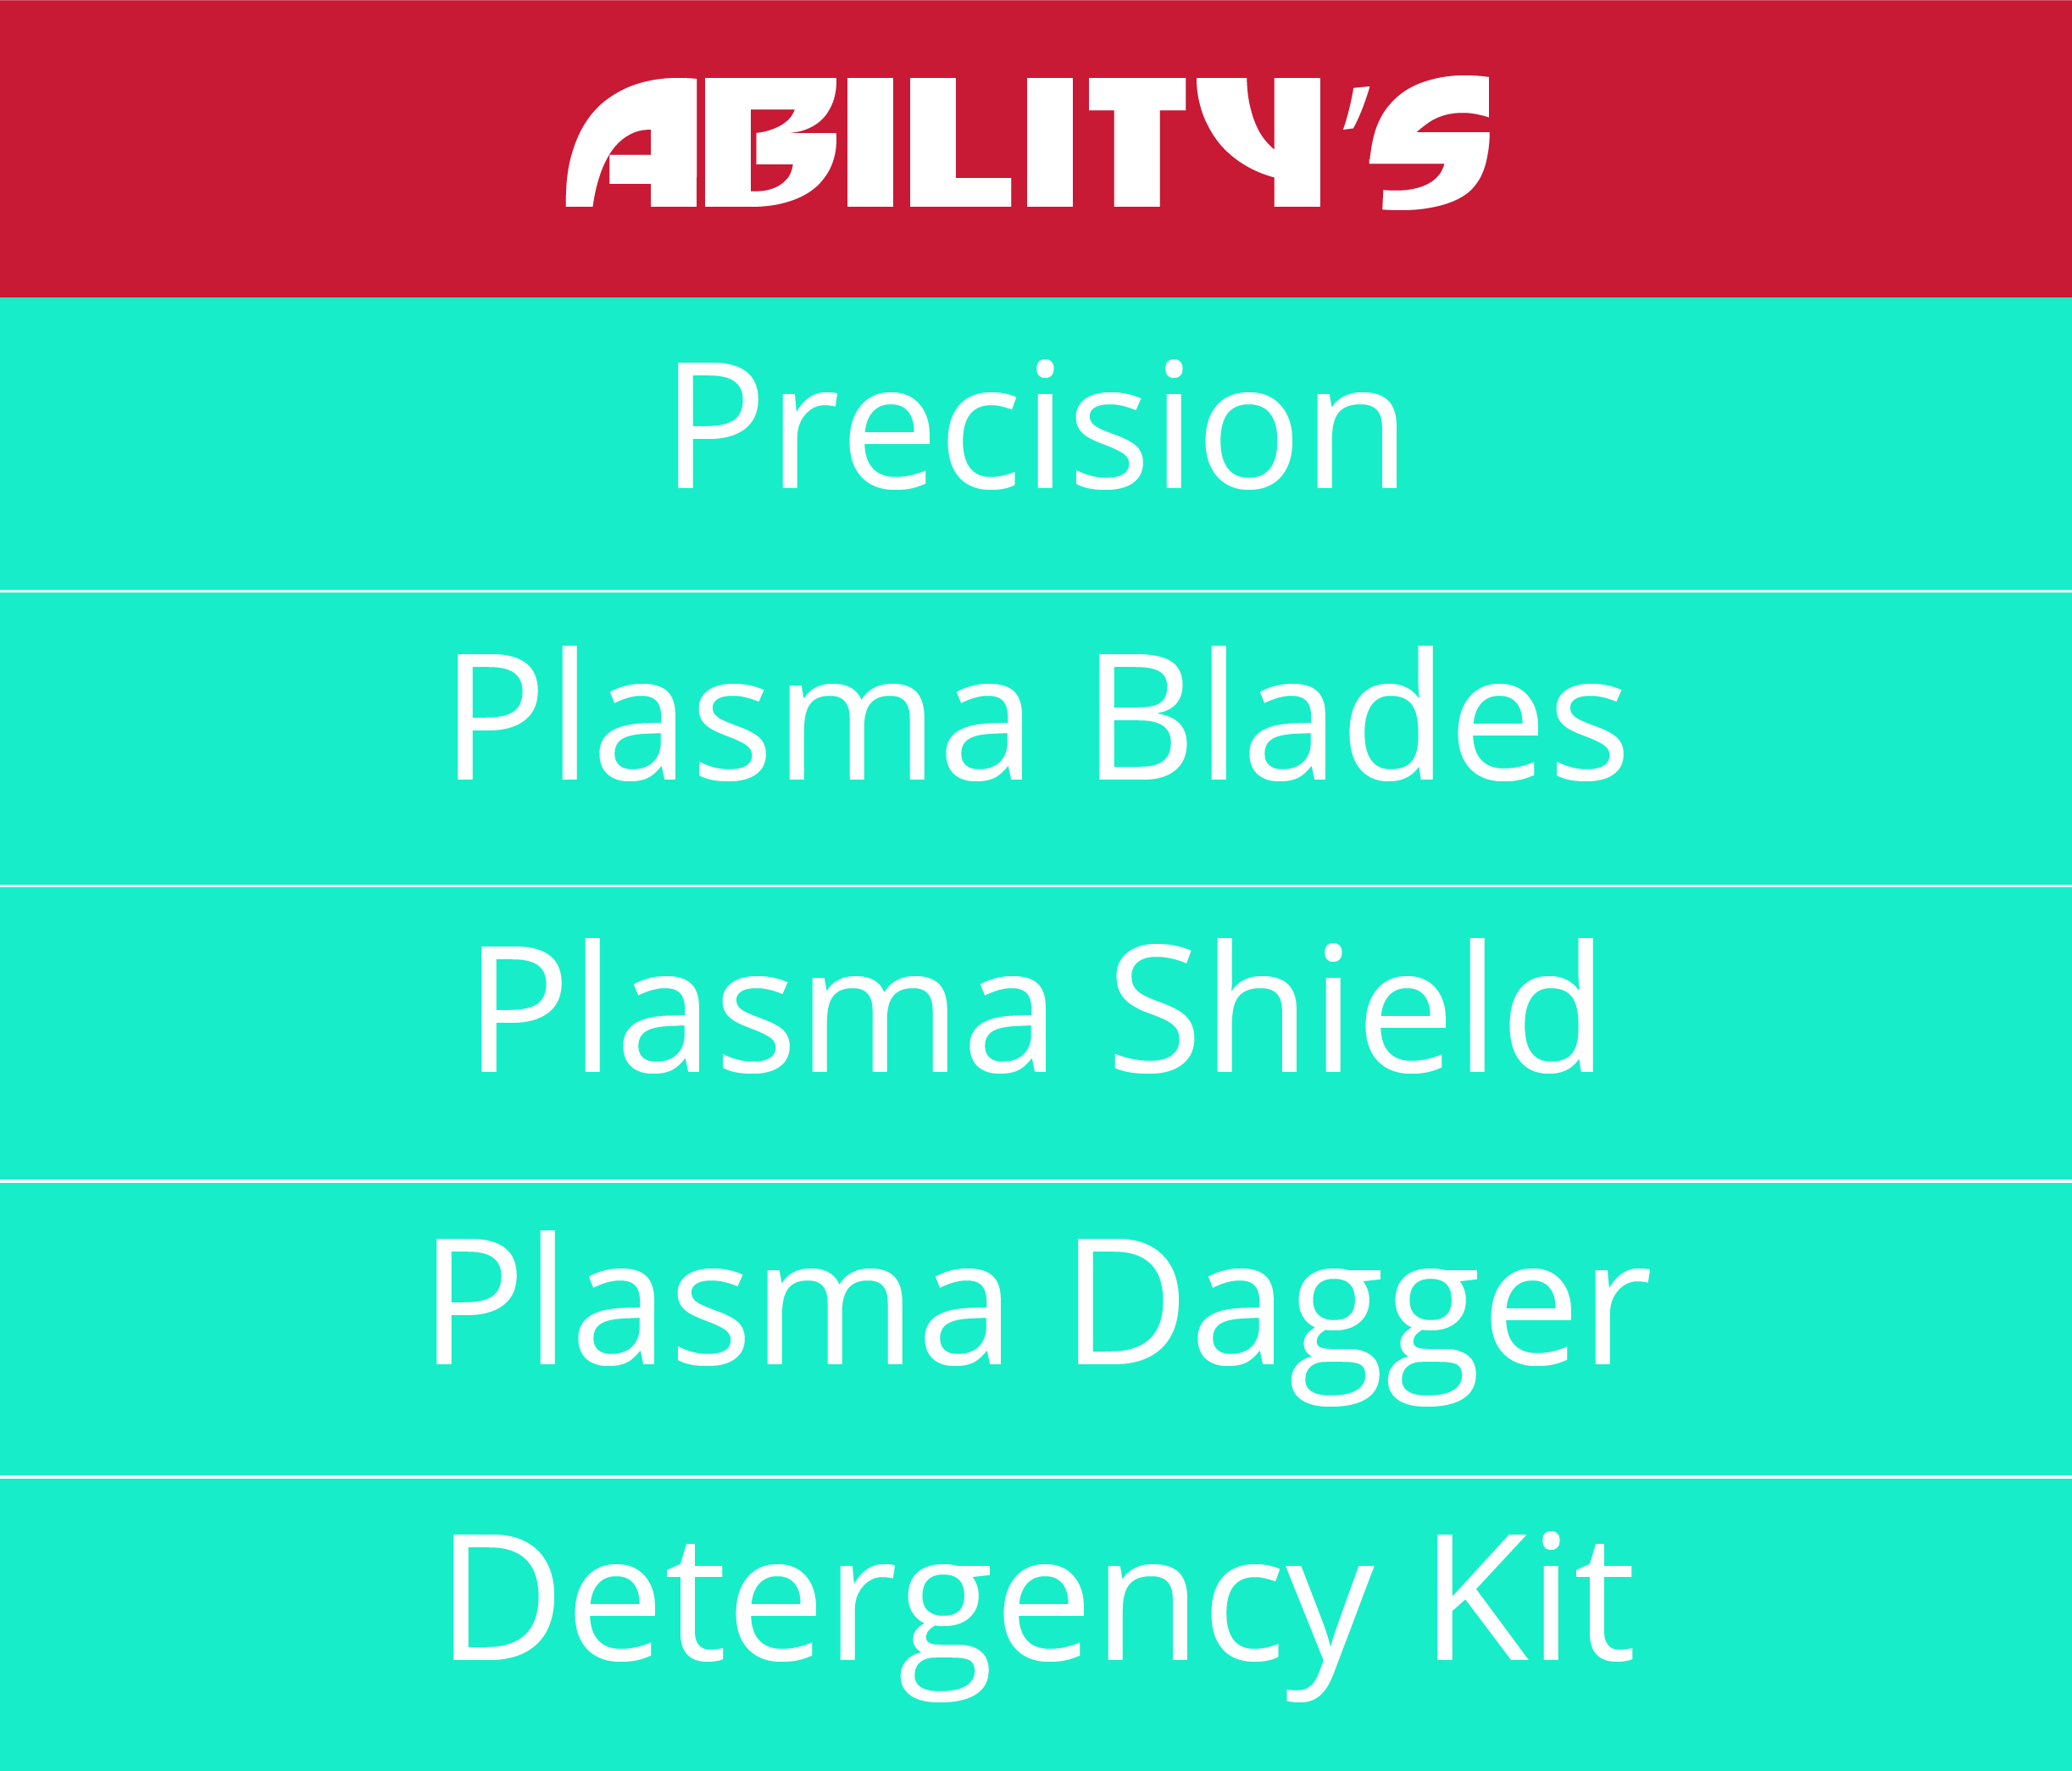 ABILITY's
Precision
Plasma Blades
Plasma Shield
Plasma Dagger
Detergency Kit